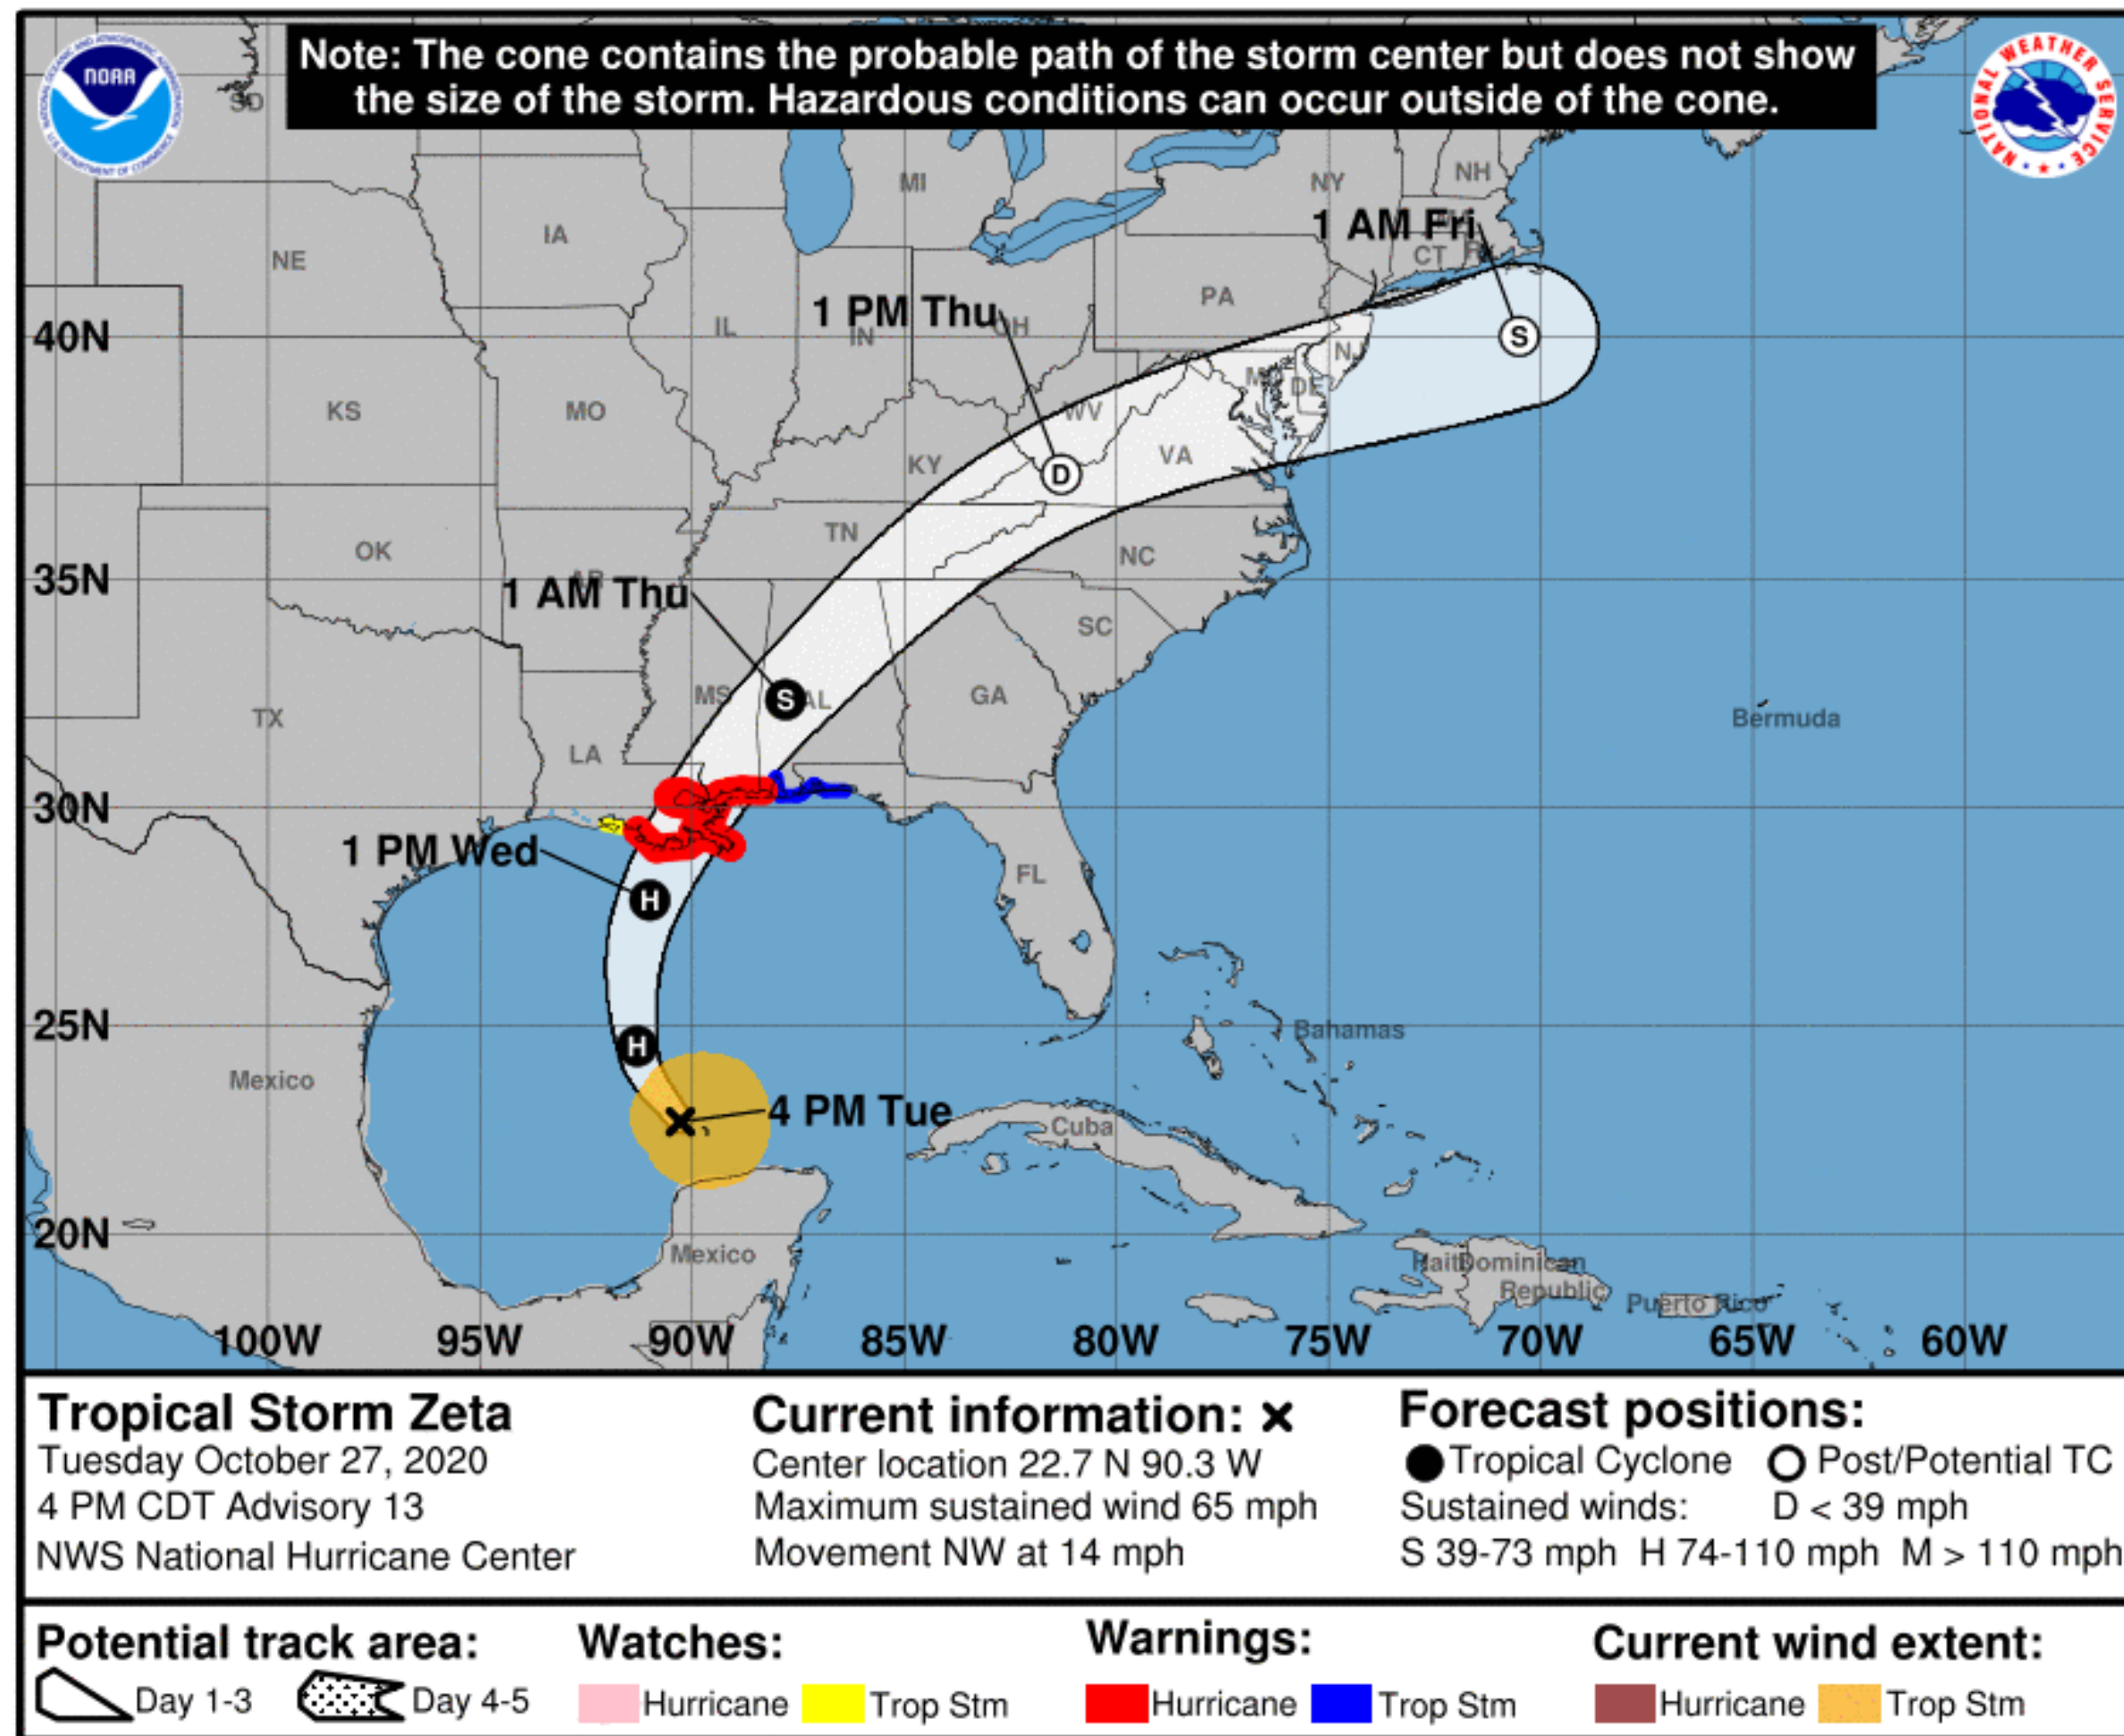 Note: The cone contains the probable path of the storm center but does not show
the size of the storm. Hazardous conditions can occur outside of the cone.
NOAA
NATIONAL OCEANIC AND ATMOSPHERIC ADMINISTRATION
U.S. DEPARTMENT OF COMMERCE
NATIONAL WEATHER SERVICE
SD
MI
NY
NH
1 AM Fri
IA
NE
CT
PA
1 PM Thu
OH
IL
IN
40N
S
NJ
MD
DE
KS
MO
WV
KY
VA
D
TN
OK
NC
35N
AR
1 AM Thu
SC
MS
S
AL
GA
TX
Bermuda
LA
30N
1 PM Wed
FL
H
25N
H
Bahamas
Mexico
4 PM Tue
Cuba
20N
Mexico
Haiti
Dominican
Republic
Puerto Rico
100W 95W 90W 85W 80W 75W 70W 65W 60W
Tropical Storm Zeta
Tuesday October 27, 2020
4 PM CDT Advisory 13
NWS National Hurricane Center
Current information: x
Center location 22.7 N 90.3 W
Maximum sustained wind 65 mph
Movement NW at 14 mph
Forecast positions:
Tropical Cyclone Post/Potential TC
Sustained winds: D < 39 mph
S 39-73 mph H 74-110 mph M > 110 mph
Potential track area:
Day 1-3 Day 4-5
Watches:
Hurricane Trop Stm
Warnings:
Hurricane Trop Stm
Current wind extent:
Hurricane Trop Stm